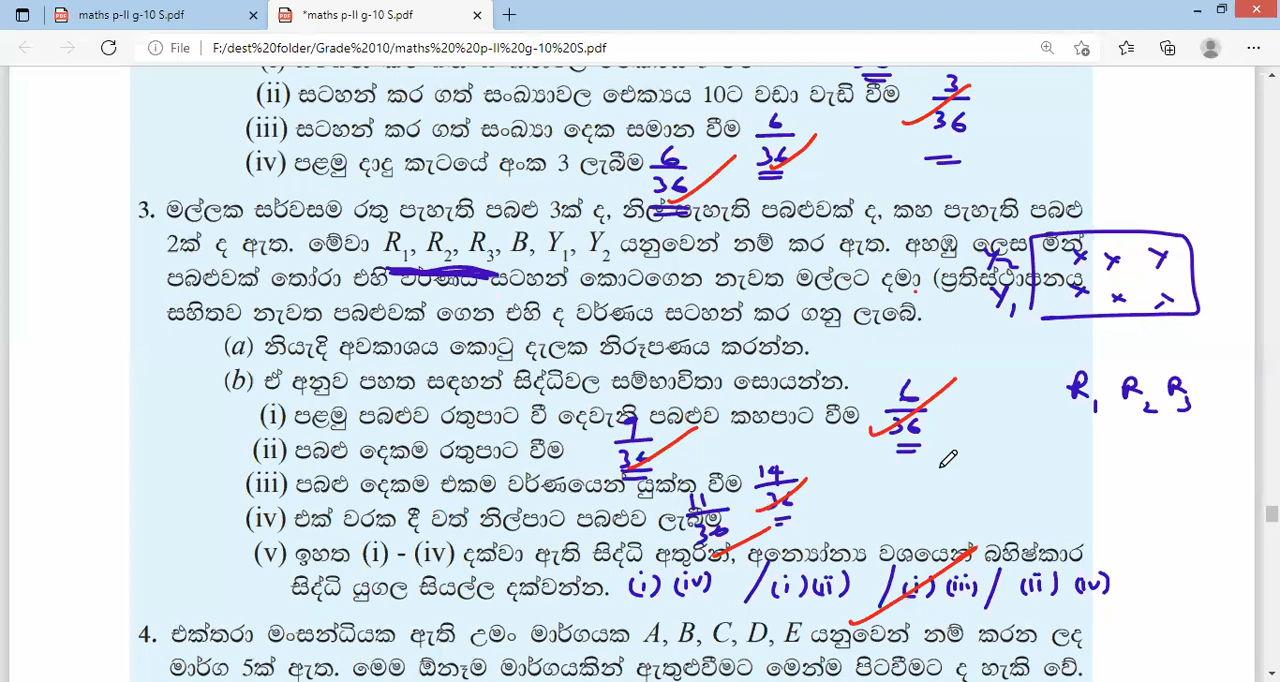 maths p-II g-10 S.pdf
*maths p-II g-10 S.pdf
File F:/dest%20folder/Grade%2010/maths%20%20p-II%20g-10%20S.pdf
(ii) සටහන් කර ගත් සංඛ්‍යාවල ඓක්‍යය 10ට වඩා වැඩි වීම 3/36
(iii) සටහන් කර ගත් සංඛ්‍යා දෙක සමාන වීම 6/36
(iv) පළමු දාදු කැටයේ අංක 3 ලැබීම 6/36
3. මල්ලක සර්වසම රතු පැහැති පබළු 3ක් ද, නිල් පැහැති පබළුවක් ද, කහ පැහැති පබළු
2ක් ද ඇත. මේවා R₁, R₂, R₃, B, Y₁, Y₂ යනුවෙන් නම් කර ඇත. අහඹු ලෙස මින්
Y₂ x x x
පබළුවක් තෝරා එහි වර්ණය සටහන් කොටගෙන නැවත මල්ලට දමා (ප්‍රතිස්ථාපනය
Y₁ x x x
සහිතව නැවත පබළුවක් ගෙන එහි ද වර්ණය සටහන් කර ගනු ලැබේ.
(a) නියැදි අවකාශය කොටු දැලක නිරූපණය කරන්න.
(b) ඒ අනුව පහත සඳහන් සිද්ධිවල සම්භාවිතා සොයන්න.
R₁ R₂ R₃
(i) පළමු පබළුව රතුපාට වී දෙවැනි පබළුව කහපාට වීම 6/36
(ii) පබළු දෙකම රතුපාට වීම 9/36
(iii) පබළු දෙකම එකම වර්ණයෙන් යුක්ත වීම 14/36
(iv) එක් වරක දී වත් නිල්පාට පබළුව ලැබීම 11/36
(v) ඉහත (i) - (iv) දක්වා ඇති සිද්ධි අතුරින්, අන්‍යෝන්‍ය වශයෙන් බහිෂ්කාර
සිද්ධි යුගල සියල්ල දක්වන්න. (i) (iv) / (i) (ii) / (i) (iii) / (ii) (iv)
4. එක්තරා මංසන්ධියක ඇති උමං මාර්ගයක A, B, C, D, E යනුවෙන් නම් කරන ලද
මාර්ග 5ක් ඇත. මෙම ඕනෑම මාර්ගයකින් ඇතුළුවීමට මෙන්ම පිටවීමට ද හැකි වේ.